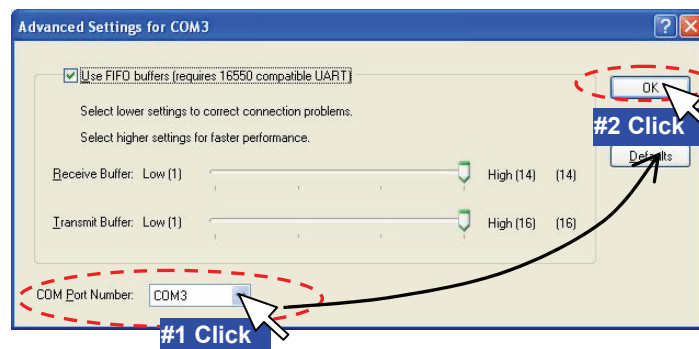 Advanced Settings for COM3
Use FIFO buffers (requires 16550 compatible UART)
OK
Select lower settings to correct connection problems.
#2 Click
Select higher settings for faster performance.
Defaults
Receive Buffer: Low (1) High (14) (14)
Transmit Buffer: Low (1) High (16) (16)
COM Port Number: COM3
#1 Click